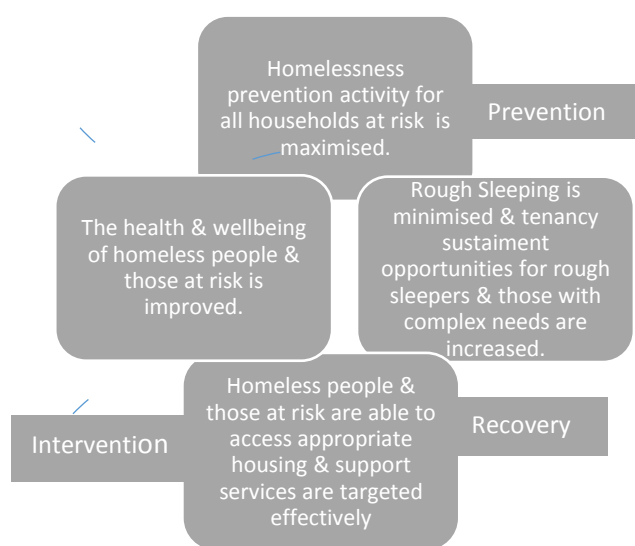 Homelessness
prevention activity for
all households at risk is
maximised.
Prevention
The health & wellbeing
of homeless people &
those at risk is
improved.
Rough Sleeping is
minimised & tenancy
sustaiment
opportunities for rough
sleepers & those with
complex needs are
increased.
Homeless people &
those at risk are able to
access appropriate
housing & support
services are targeted
effectively
Intervention
Recovery